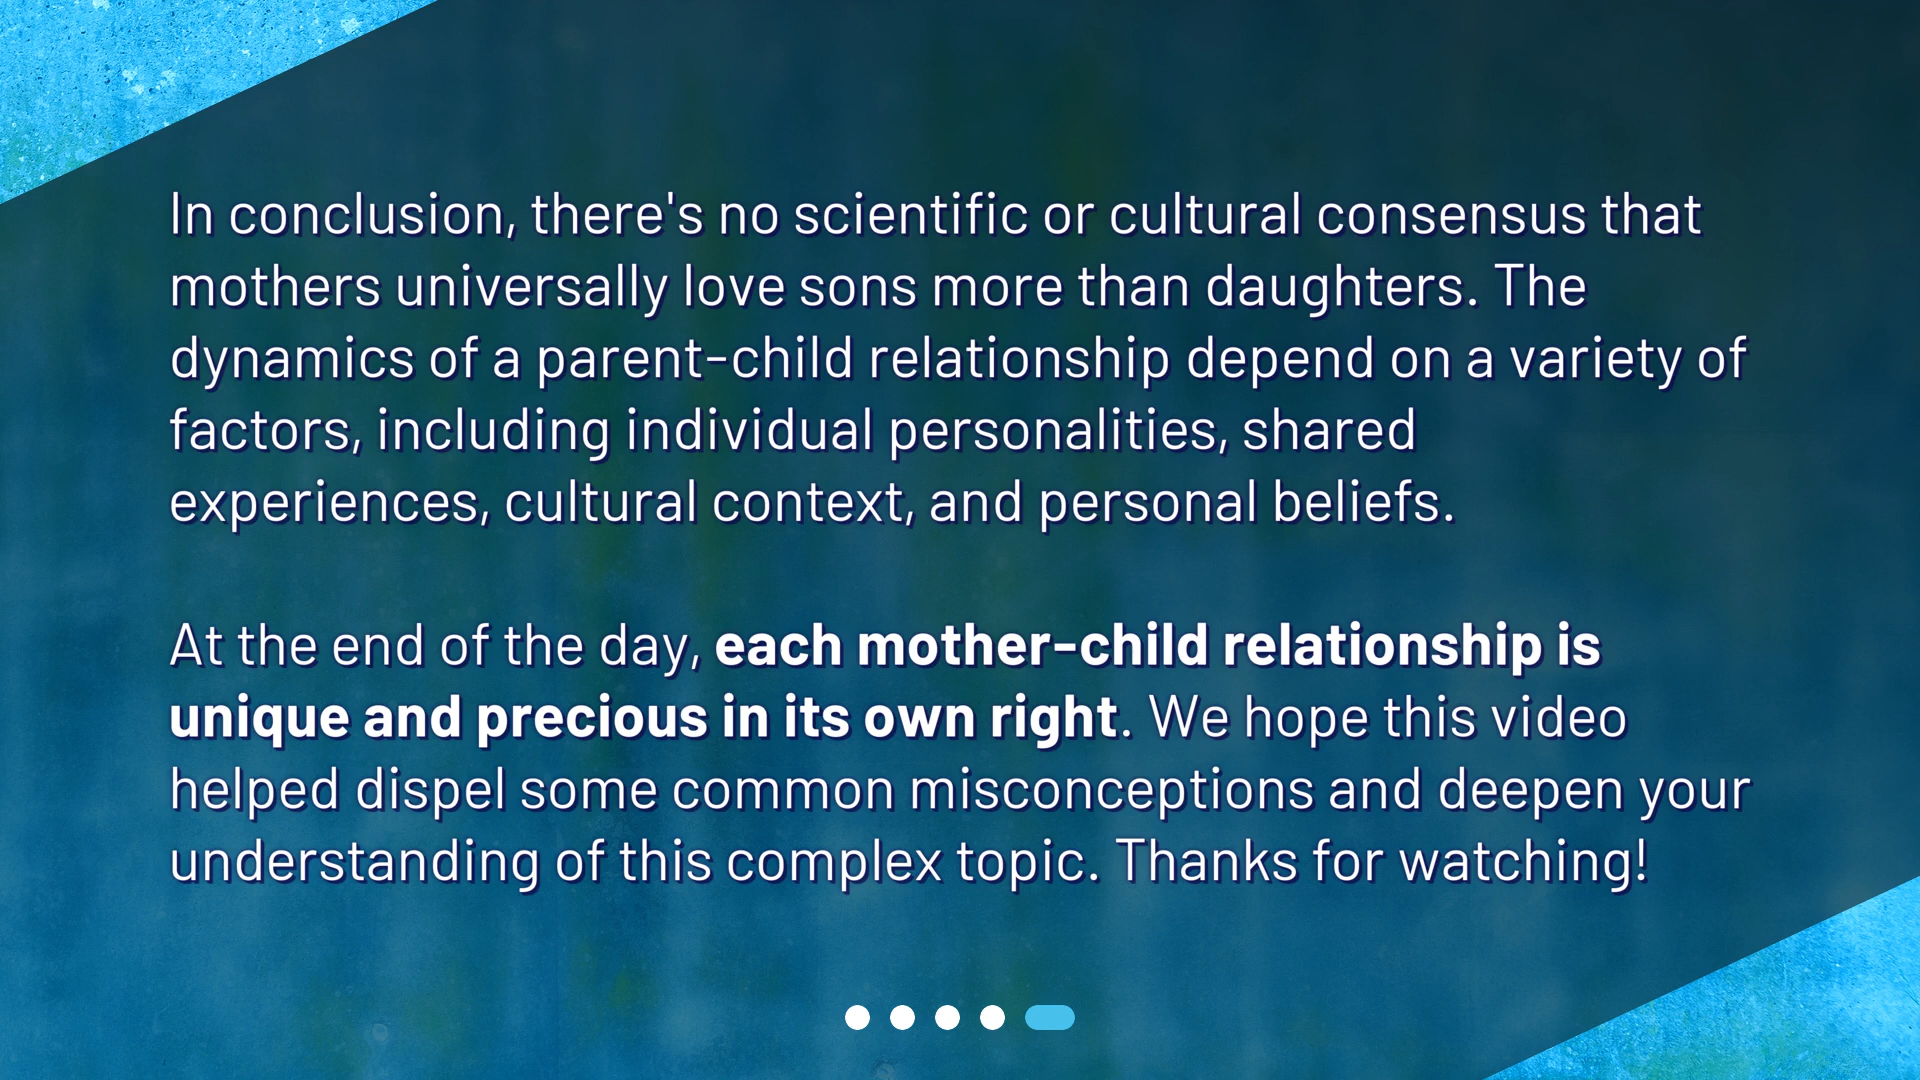 In conclusion, there's no scientific or cultural consensus that
mothers universally love sons more than daughters. The
dynamics of a parent-child relationship depend on a variety of
factors, including individual personalities, shared
experiences, cultural context, and personal beliefs.
At the end of the day, each mother-child relationship is
unique and precious in its own right. We hope this video
helped dispel some common misconceptions and deepen your
understanding of this complex topic. Thanks for watching!